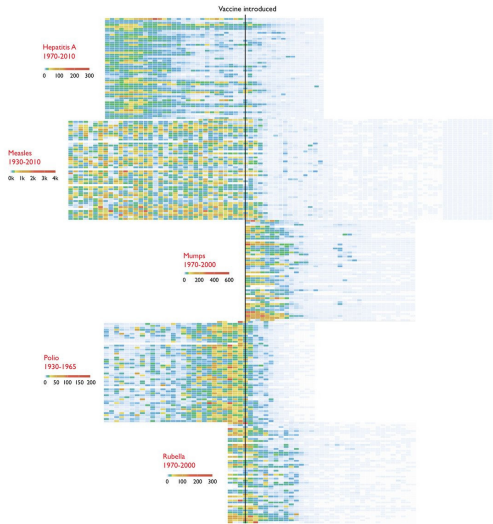 Vaccine introduced
Hepatitis A
1970-2010
0 100 200 300
Measles
1930-2010
0k 1k 2k 3k 4k
Mumps
1970-2000
0 200 400 600
Polio
1930-1965
0 50 100 150 200
Rubella
1970-2000
0 100 200 300